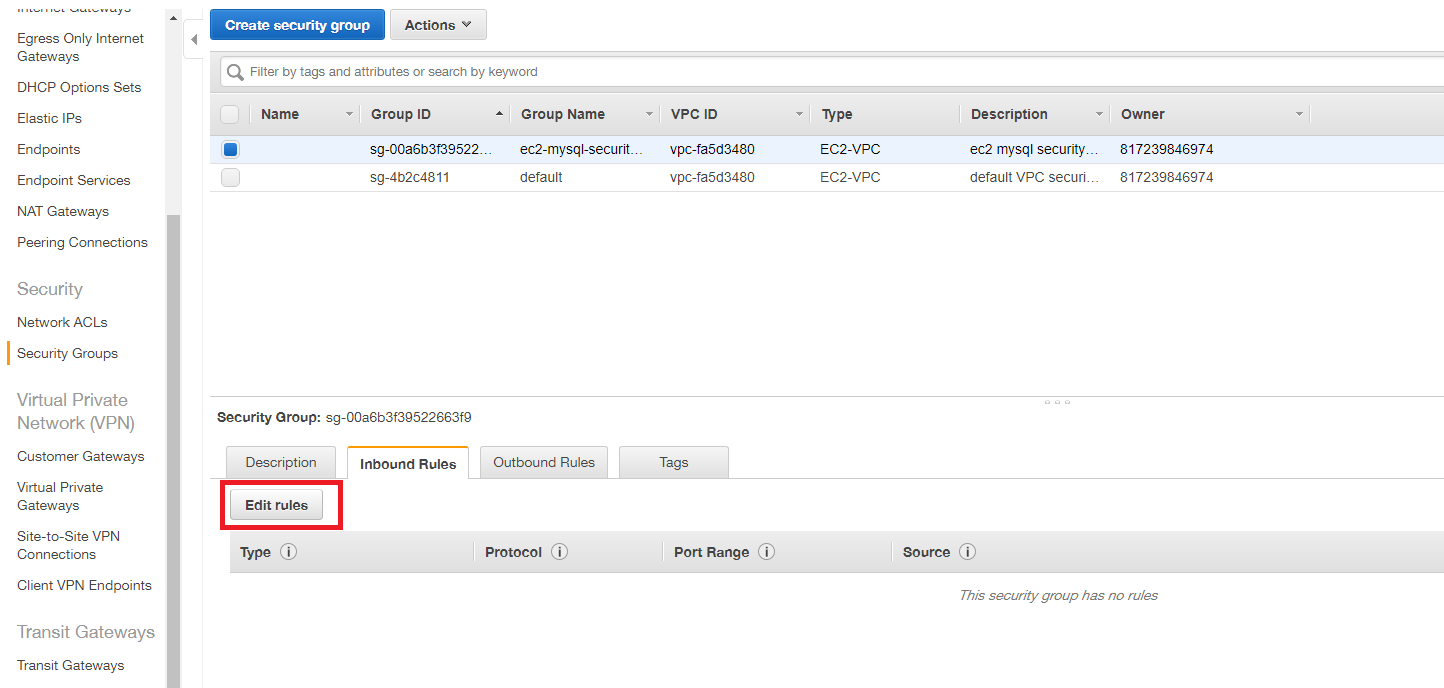 Internet Gateways
Egress Only Internet
Gateways
DHCP Options Sets
Elastic IPs
Endpoints
Endpoint Services
NAT Gateways
Peering Connections
Security
Network ACLs
Security Groups
Virtual Private
Network (VPN)
Customer Gateways
Virtual Private
Gateways
Site-to-Site VPN
Connections
Client VPN Endpoints
Transit Gateways
Transit Gateways
Create security group Actions
Filter by tags and attributes or search by keyword
Name Group ID Group Name VPC ID Type Description Owner
sg-00a6b3f39522... ec2-mysql-securit... vpc-fa5d3480 EC2-VPC ec2 mysql security... 817239846974
sg-4b2c4811 default vpc-fa5d3480 EC2-VPC default VPC securi... 817239846974
Security Group: sg-00a6b3f39522663f9
Description Inbound Rules Outbound Rules Tags
Edit rules
Type i Protocol i Port Range i Source i
This security group has no rules